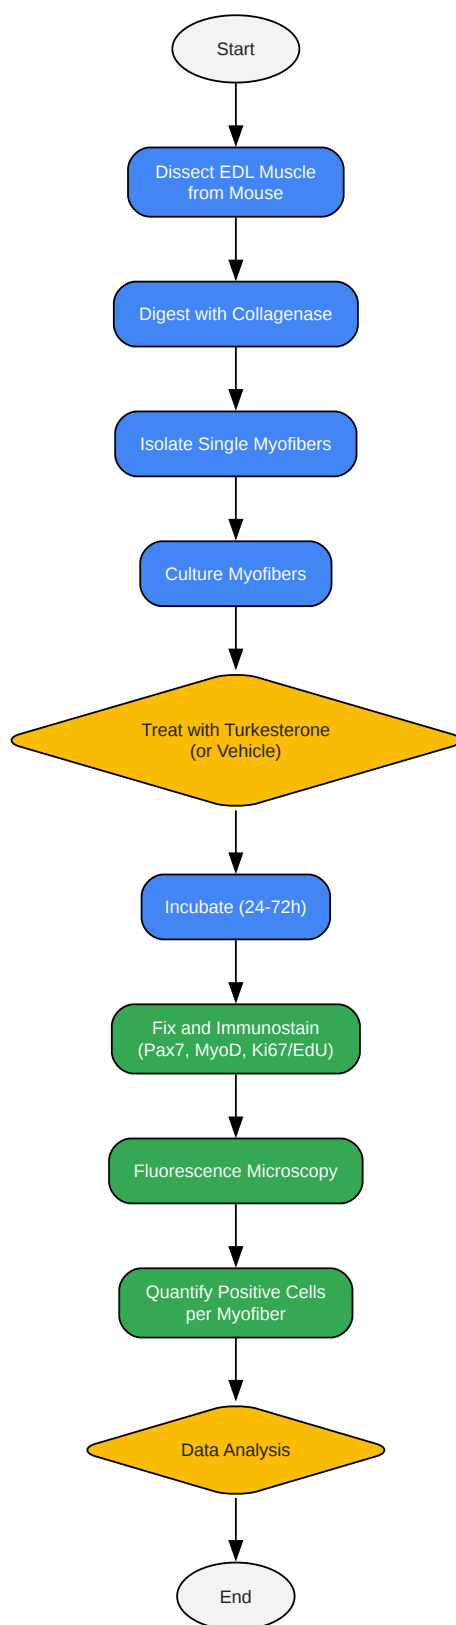 Start
Dissect EDL Muscle
from Mouse
Digest with Collagenase
Isolate Single Myofibers
Culture Myofibers
Treat with Turkesterone
(or Vehicle)
Incubate (24-72h)
Fix and Immunostain
(Pax7, MyoD, Ki67/EdU)
Fluorescence Microscopy
Quantify Positive Cells
per Myofiber
Data Analysis
End